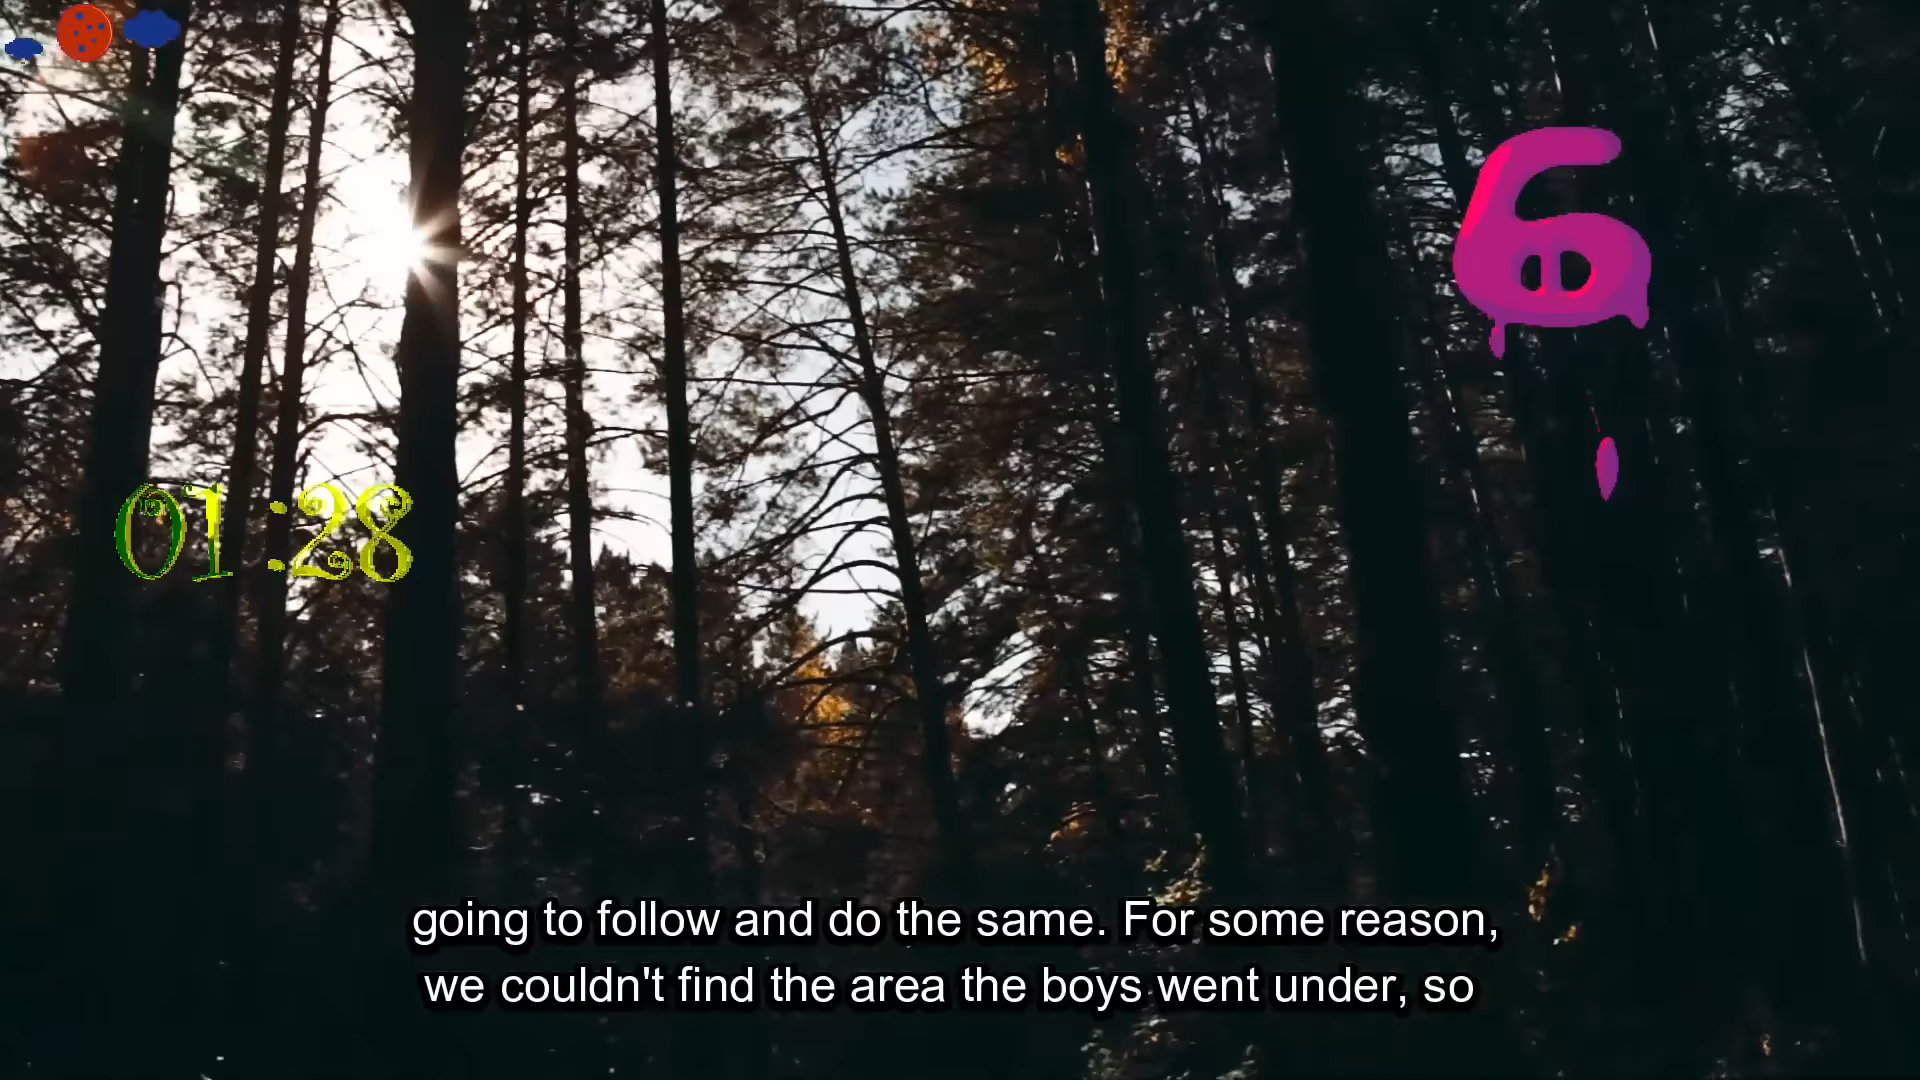 6
01:28
going to follow and do the same. For some reason,
we couldn't find the area the boys went under, so